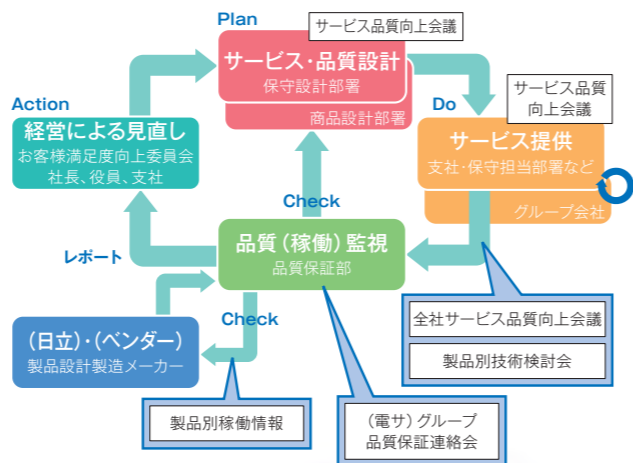 Plan
サービス品質向上会議
サービス・品質設計
保守設計部署
商品設計部署
Do
サービス品質
向上会議
サービス提供
支社・保守担当部署など
グループ会社
Action
経営による見直し
お客様満足度向上委員会
社長、役員、支社
Check
品質（稼働）監視
品質保証部
レポート
Check
（日立）・（ベンダー）
製品設計製造メーカー
全社サービス品質向上会議
製品別技術検討会
製品別稼働情報
（電サ）グループ
品質保証連絡会